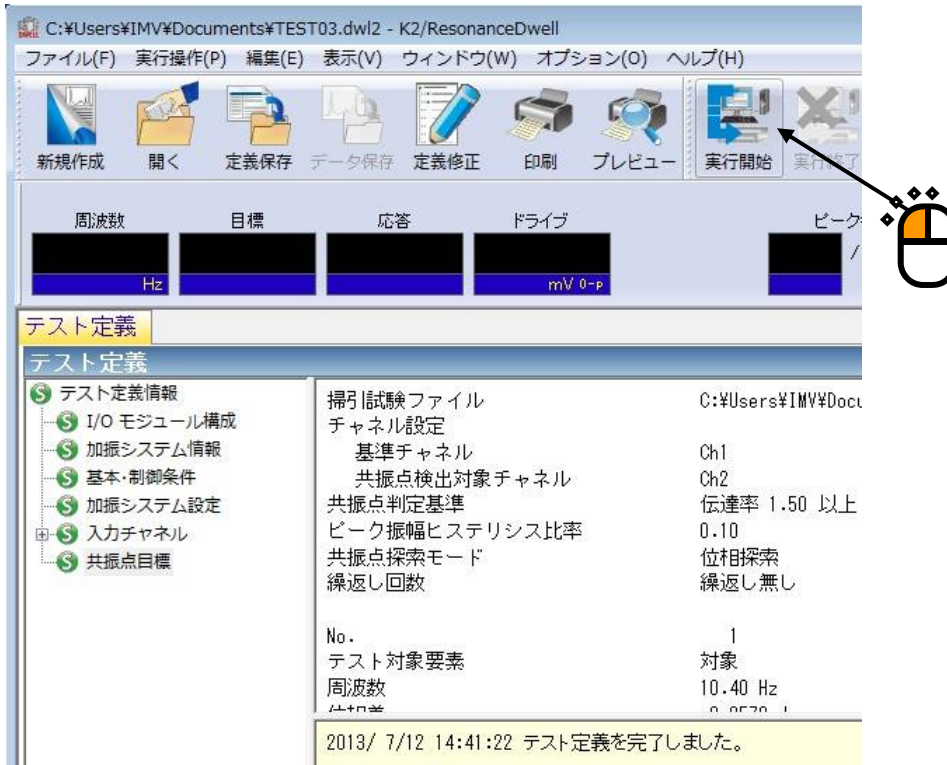 C:¥Users¥IMV¥Documents¥TEST03.dwl2 - K2/ResonanceDwell
ファイル(F) 実行操作(P) 編集(E) 表示(V) ウィンドウ(W) オプション(O) ヘルプ(H)
新規作成 開く 定義保存 データ保存 定義修正 印刷 プレビュー 実行開始 実行終了
周波数 目標 応答 ドライブ ピーク
Hz mV 0-P /
テスト定義
テスト定義
テスト定義情報
I/O モジュール構成
加振システム情報
基本・制御条件
加振システム設定
入力チャネル
共振点目標
掃引試験ファイル C:¥Users¥IMV¥Docu
チャネル設定
基準チャネル Ch1
共振点検出対象チャネル Ch2
共振点判定基準 伝達率 1.50 以上
ピーク振幅ヒステリシス比率 0.10
共振点探索モード 位相探索
繰返し回数 繰返し無し
No. 1
テスト対象要素 対象
周波数 10.40 Hz
2013/ 7/12 14:41:22 テスト定義を完了しました。